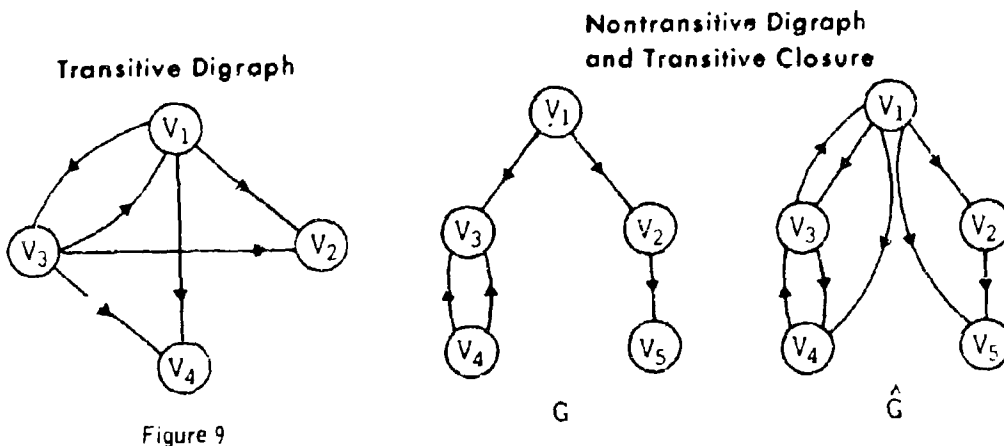 Transitive Digraph
Nontransitive Digraph
and Transitive Closure
V1
V3
V2
V4
Figure 9
V1
V3
V2
V4
V5
G
V1
V3
V2
V4
V5
Ĝ